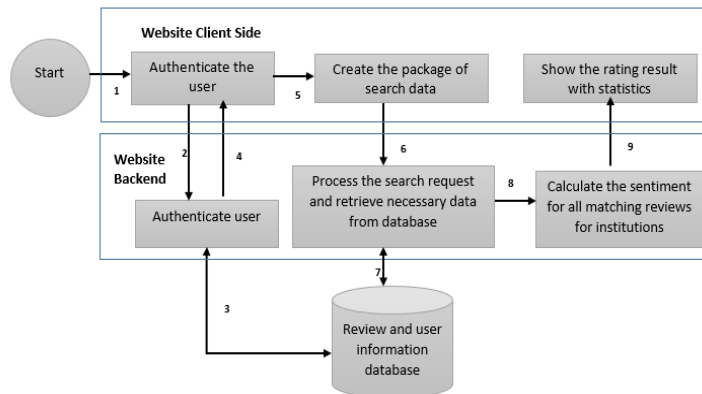 Website Client Side
Start
Authenticate the
user
Create the package of
search data
Show the rating result
with statistics
1
5
2
4
6
9
Website
Backend
Authenticate user
Process the search request
and retrieve necessary data
from database
8
Calculate the sentiment
for all matching reviews
for institutions
7
3
Review and user
information
database